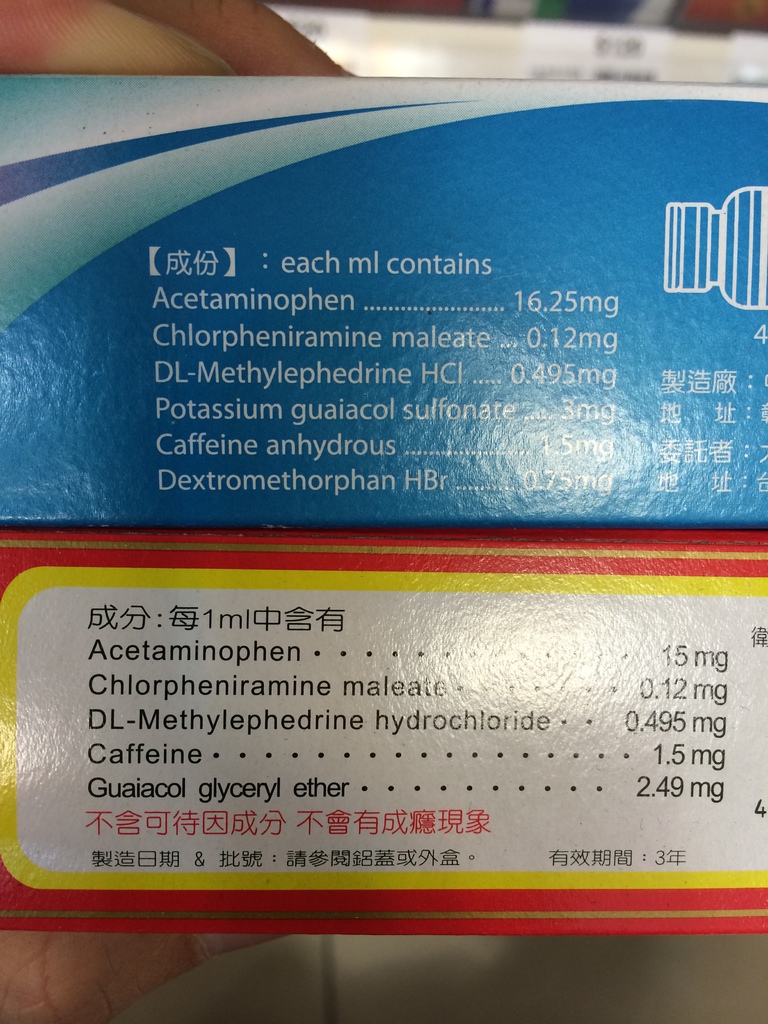 【成份】：each ml contains
Acetaminophen ........................ 16.25mg
Chlorpheniramine maleate ... 0.12mg
DL-Methylephedrine HCl ..... 0.495mg
Potassium guaiacol sulfonate ..... 3mg
Caffeine anhydrous ..................... 1.5mg
Dextromethorphan HBr .......... 0.75mg
4
製造廠：
地 址：
委託者：
地 址：
成分:每1ml中含有
Acetaminophen · · · · · · · · · · 15 mg
Chlorpheniramine maleate · · · · · · 0.12 mg
DL-Methylephedrine hydrochloride · · 0.495 mg
Caffeine · · · · · · · · · · · · · · · · 1.5 mg
Guaiacol glyceryl ether · · · · · · · · · · 2.49 mg
不含可待因成分 不會有成癮現象
製造日期 & 批號：請參閱鋁蓋或外盒。 有效期間：3年
衛
4